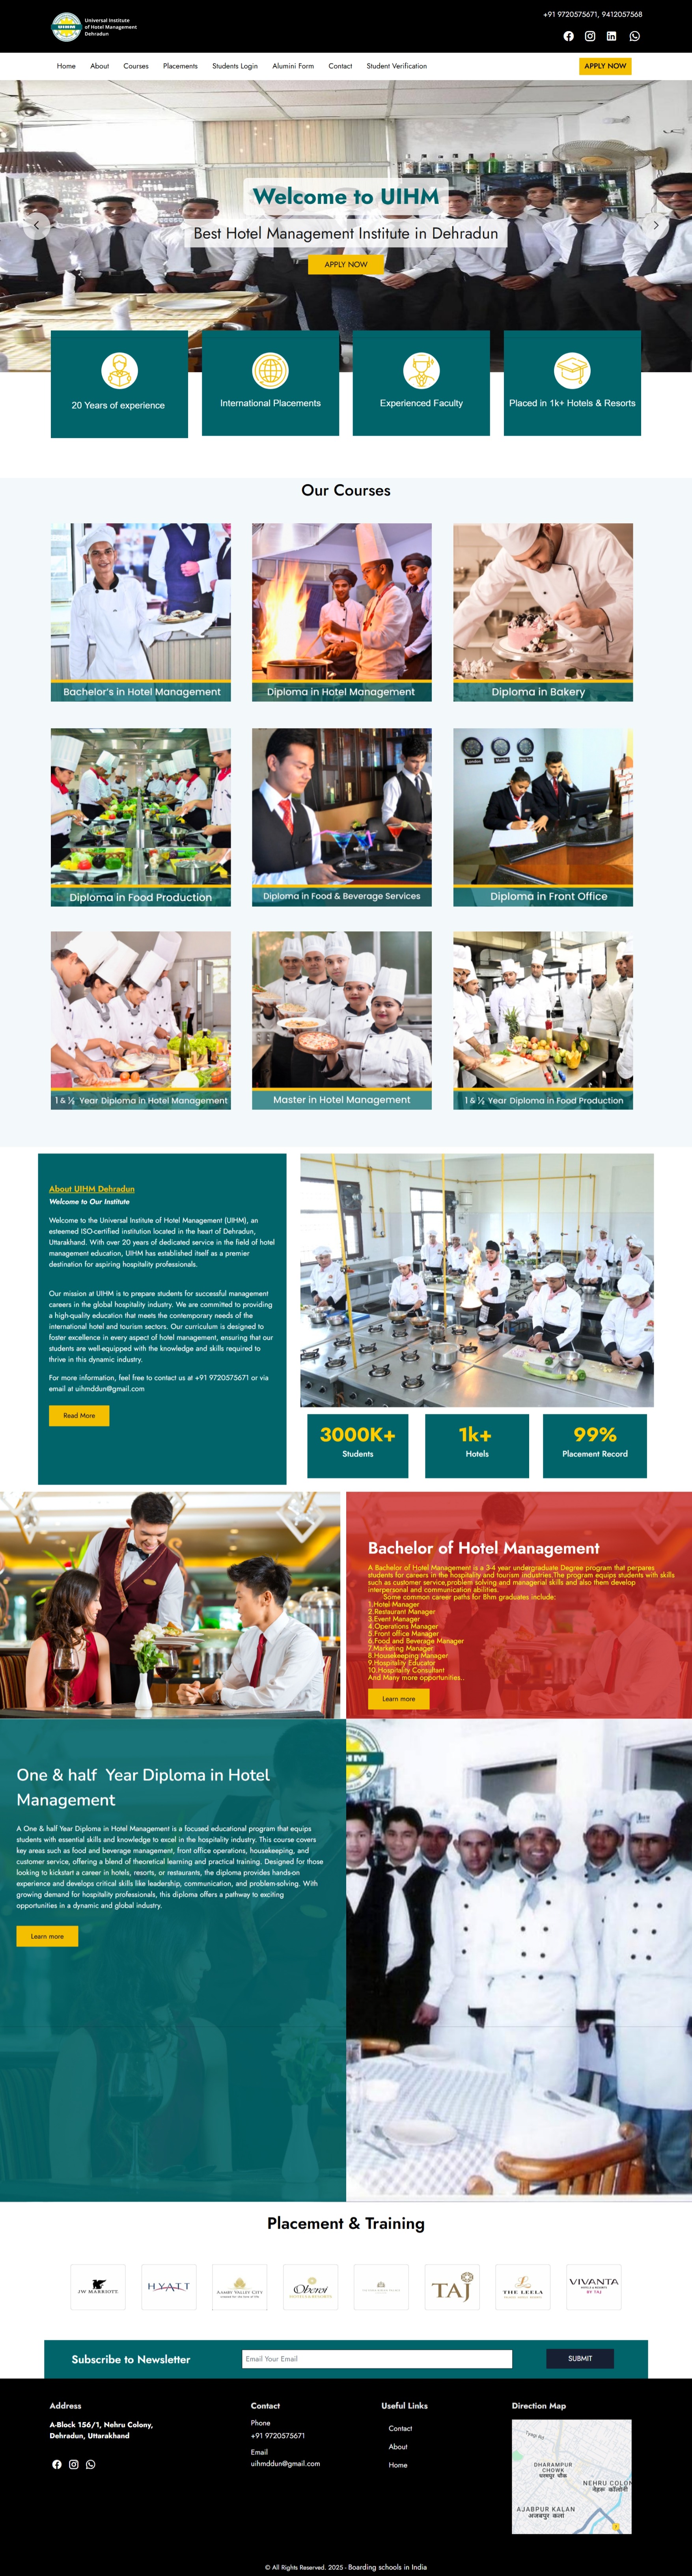 UIHM
Universal Institute
of Hotel Management
Dehradun
+91 9720575671, 9412057568
Home
About
Courses
Placements
Students Login
Alumini Form
Contact
Student Verification
APPLY NOW
Welcome to UIHM
Best Hotel Management Institute in Dehradun
APPLY NOW
20 Years of experience
International Placements
Experienced Faculty
Placed in 1k+ Hotels & Resorts
Our Courses
Bachelor's in Hotel Management
Diploma in Hotel Management
Diploma in Bakery
Diploma in Food Production
Diploma in Food & Beverage Services
Diploma in Front Office
1 & ½ Year Diploma in Hotel Management
Master in Hotel Management
1 & ½ Year Diploma in Food Production
About UIHM Dehradun
Welcome to Our Institute
Welcome to the Universal Institute of Hotel Management (UIHM), an
esteemed ISO-certified institution located in the heart of Dehradun,
Uttarakhand. With over 20 years of dedicated service in the field of hotel
management education, UIHM has established itself as a premier
destination for aspiring hospitality professionals.
Our mission at UIHM is to prepare students for successful management
careers in the global hospitality industry. We are committed to providing
a high-quality education that meets the contemporary needs of the
international hotel and tourism sectors. Our curriculum is designed to
foster excellence in every aspect of hotel management, ensuring that our
students are well-equipped with the knowledge and skills required to
thrive in this dynamic industry.
For more information, feel free to contact us at +91 9720575671 or via
email at uihmddun@gmail.com
Read More
3000K+
Students
1k+
Hotels
99%
Placement Record
Bachelor of Hotel Management
A Bachelor of Hotel Management is a 3-4 year undergraduate Degree program that perpares
students for careers in the hospitality and tourism industries.The program equips students with skills
such as customer service,problem solving and managerial skills and also them develop
interpersonal and communication abilities.
Some common career paths for Bhm graduates include:
1.Hotel Manager
2.Restaurant Manager
3.Event Manager
4.Operations Manager
5.Front office Manager
6.Food and Beverage Manager
7.Marketing Manager
8.Housekeeping Manager
9.Hospitality Educator
10.Hospitality Consultant
And Many more opportunities..
Learn more
One & half Year Diploma in Hotel
Management
A One & half Year Diploma in Hotel Management is a focused educational program that equips
students with essential skills and knowledge to excel in the hospitality industry. This course covers
key areas such as food and beverage management, front office operations, housekeeping, and
customer service, offering a blend of theoretical learning and practical training. Designed for those
looking to kickstart a career in hotels, resorts, or restaurants, the diploma provides hands-on
experience and develops critical skills like leadership, communication, and problem-solving. With
growing demand for hospitality professionals, this diploma offers a pathway to exciting
opportunities in a dynamic and global industry.
Learn more
Placement & Training
JW MARRIOTT
HYATT
AAMBY VALLEY CITY
Oberoi
HOTELS & RESORTS
TAJ
THE LEELA
VIVANTA
BY TAJ
Subscribe to Newsletter
Email Your Email
SUBMIT
Address
A-Block 156/1, Nehru Colony,
Dehradun, Uttarakhand
Contact
Phone
+91 9720575671
Email
uihmddun@gmail.com
Useful Links
Contact
About
Home
Direction Map
Tyagi Rd
DHARAMPUR
CHOWK
धरमपुर चौक
NEHRU COLON
नेहरू कॉलोनी
AJABPUR KALAN
अजबपुर कला
© All Rights Reserved. 2025 - Boarding schools in India